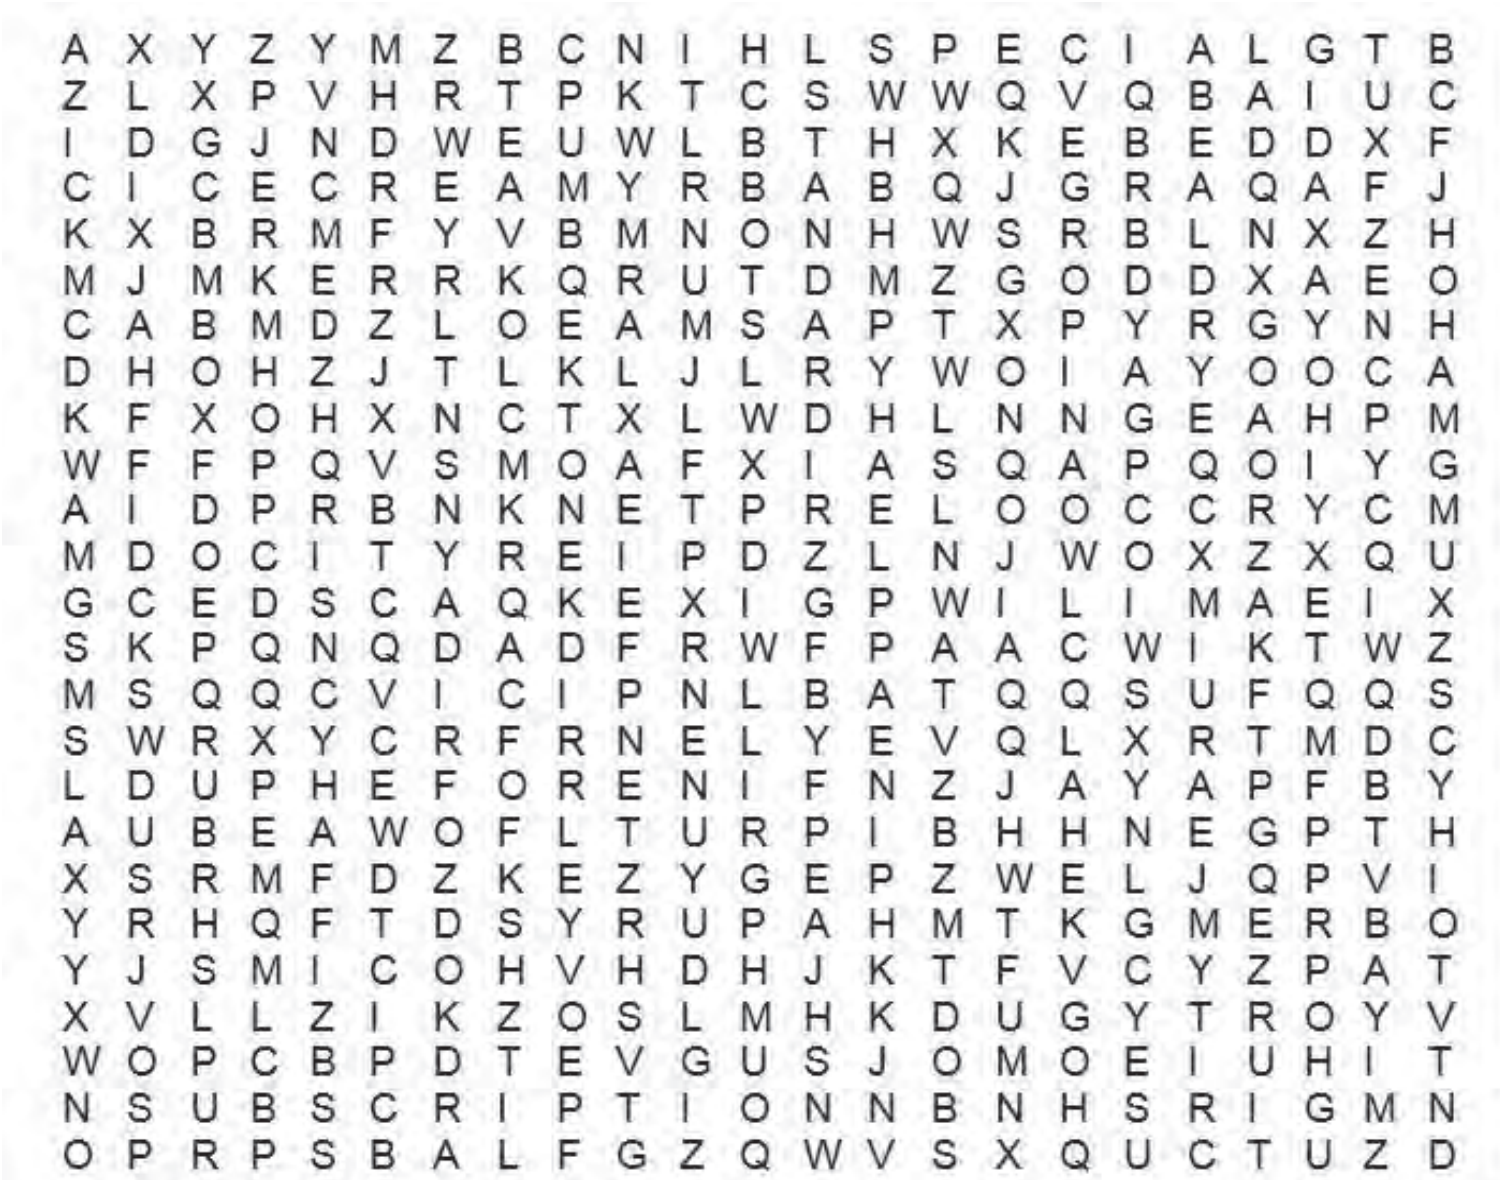 A X Y Z Y M Z B C N I H L S P E C I A L G T B
Z L X P V H R T P K T C S W W Q V Q B A I U C
I D G J N D W E U W L B T H X K E B E D D X F
C I C E C R E A M Y R B A B Q J G R A Q A F J
K X B R M F Y V B M N O N H W S R B L N X Z H
M J M K E R R K Q R U T D M Z G O D D X A E O
C A B M D Z L O E A M S A P T X P Y R G Y N H
D H O H Z J T L K L J L R Y W O I A Y O O C A
K F X O H X N C T X L W D H L N N G E A H P M
W F F P Q V S M O A F X I A S Q A P Q O I Y G
A I D P R B N K N E T P R E L O O C C R Y C M
M D O C I T Y R E I P D Z L N J W O X Z X Q U
G C E D S C A Q K E X I G P W I L I M A E I X
S K P Q N Q D A D F R W F P A A C W I K T W Z
M S Q Q C V I C I P N L B A T Q Q S U F Q Q S
S W R X Y C R F R N E L Y E V Q L X R T M D C
L D U P H E F O R E N I F N Z J A Y A P F B Y
A U B E A W O F L T U R P I B H H N E G P T H
X S R M F D Z K E Z Y G E P Z W E L J Q P V I
Y R H Q F T D S Y R U P A H M T K G M E R B O
Y J S M I C O H V H D H J K T F V C Y Z P A T
X V L L Z I K Z O S L M H K D U G Y T R O Y V
W O P C B P D T E V G U S J O M O E I U H I T
N S U B S C R I P T I O N N B N H S R I G M N
O P R P S B A L F G Z Q W V S X Q U C T U Z D